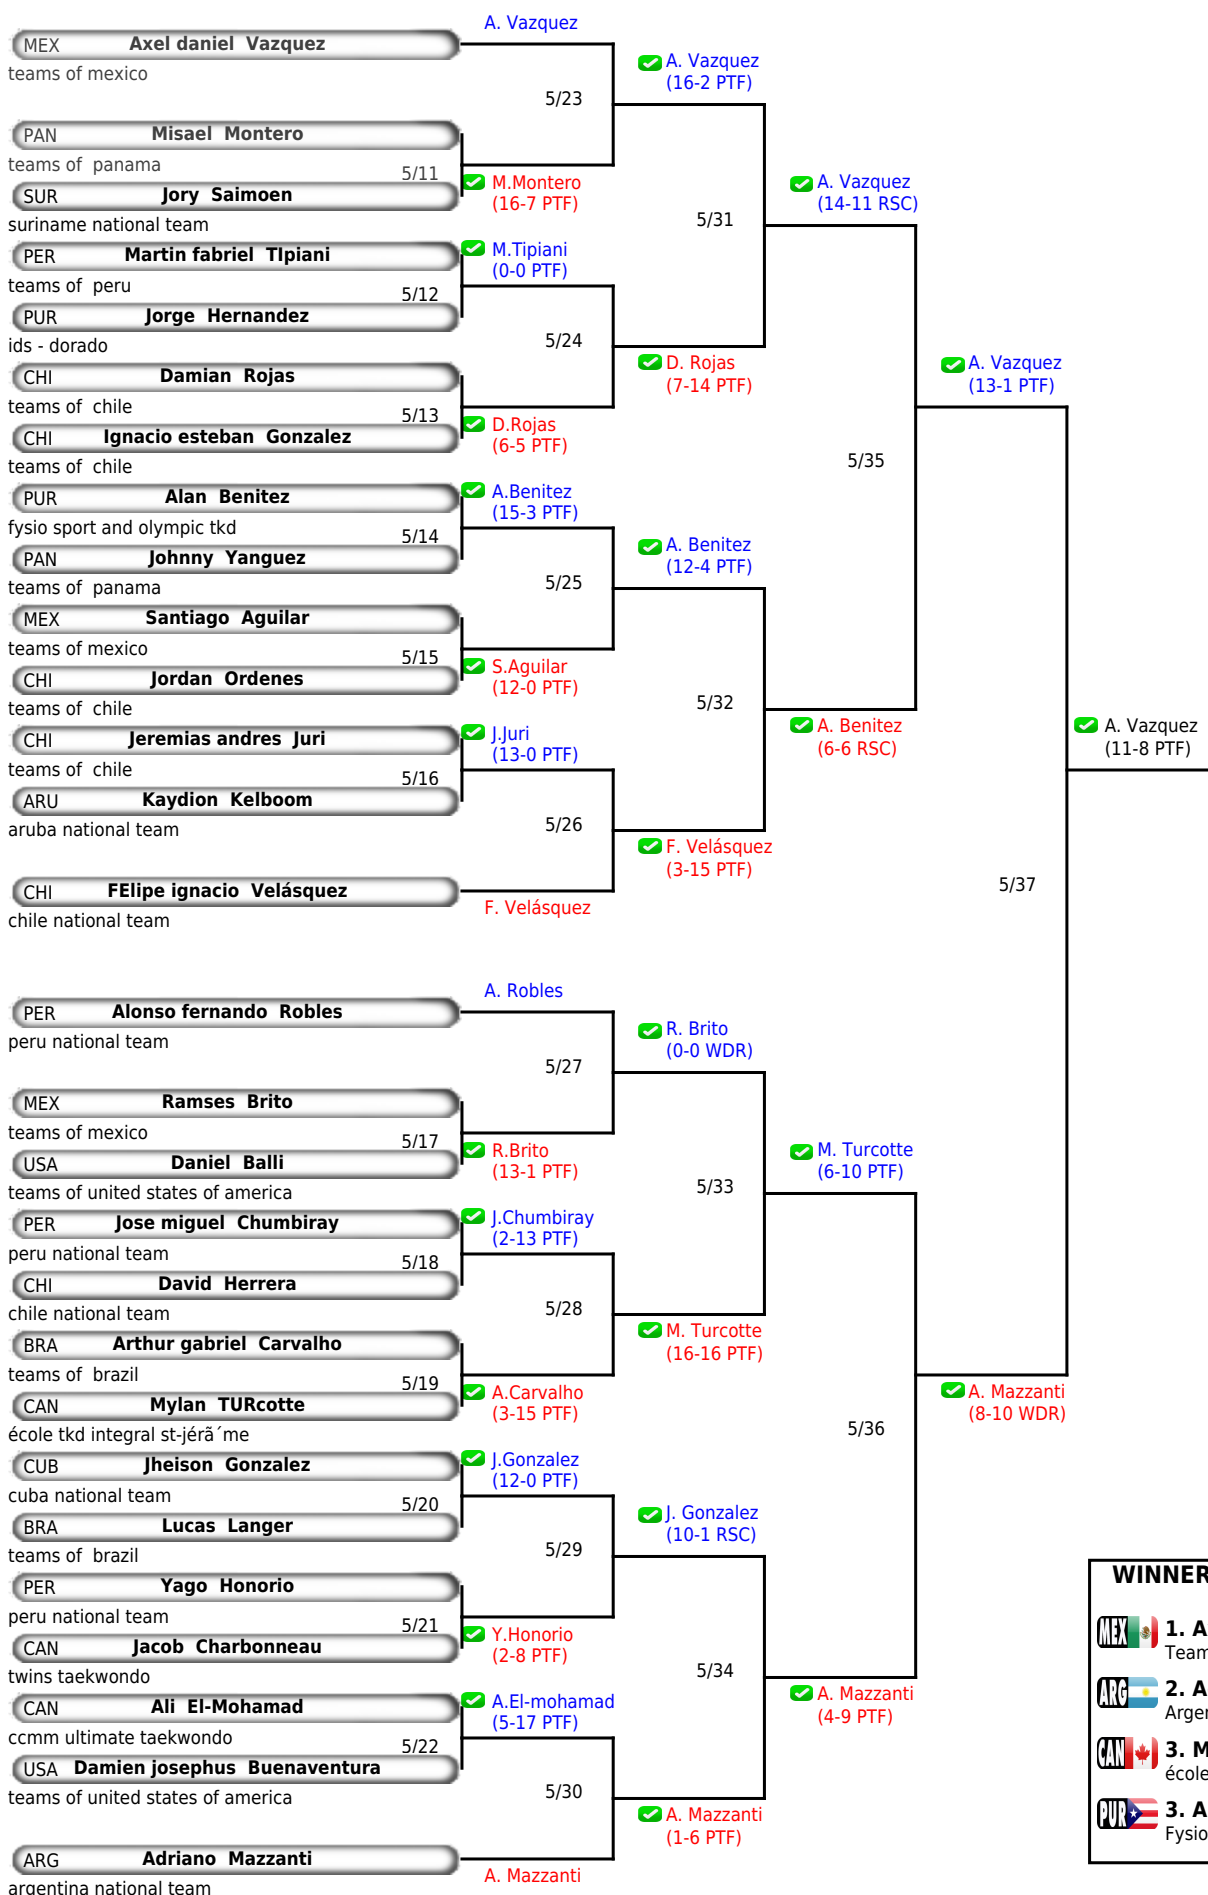 A. Vazquez
MEX Axel daniel Vazquez
teams of mexico
A. Vazquez
(16-2 PTF)
5/23
PAN Misael Montero
teams of panama
5/11
M.Montero
(16-7 PTF)
SUR Jory Saimoen
suriname national team
A. Vazquez
(14-11 RSC)
5/31
PER Martin fabriel TIpiani
teams of peru
M.Tipiani
(0-0 PTF)
5/12
PUR Jorge Hernandez
ids - dorado
5/24
D. Rojas
(7-14 PTF)
CHI Damian Rojas
teams of chile
5/13
D.Rojas
(6-5 PTF)
CHI Ignacio esteban Gonzalez
teams of chile
A. Vazquez
(13-1 PTF)
5/35
PUR Alan Benitez
fysio sport and olympic tkd
A.Benitez
(15-3 PTF)
5/14
PAN Johnny Yanguez
teams of panama
A. Benitez
(12-4 PTF)
5/25
MEX Santiago Aguilar
teams of mexico
5/15
S.Aguilar
(12-0 PTF)
CHI Jordan Ordenes
teams of chile
5/32
A. Benitez
(6-6 RSC)
A. Vazquez
(11-8 PTF)
CHI Jeremias andres Juri
teams of chile
J.Juri
(13-0 PTF)
5/16
ARU Kaydion Kelboom
aruba national team
5/26
F. Velásquez
(3-15 PTF)
CHI FElipe ignacio Velásquez
chile national team
F. Velásquez
5/37
A. Robles
PER Alonso fernando Robles
peru national team
R. Brito
(0-0 WDR)
5/27
MEX Ramses Brito
teams of mexico
5/17
R.Brito
(13-1 PTF)
USA Daniel Balli
teams of united states of america
M. Turcotte
(6-10 PTF)
5/33
PER Jose miguel Chumbiray
peru national team
J.Chumbiray
(2-13 PTF)
5/18
CHI David Herrera
chile national team
5/28
M. Turcotte
(16-16 PTF)
BRA Arthur gabriel Carvalho
teams of brazil
5/19
A.Carvalho
(3-15 PTF)
CAN Mylan TURcotte
école tkd integral st-jérã´me
A. Mazzanti
(8-10 WDR)
5/36
CUB Jheison Gonzalez
cuba national team
J.Gonzalez
(12-0 PTF)
5/20
BRA Lucas Langer
teams of brazil
J. Gonzalez
(10-1 RSC)
5/29
PER Yago Honorio
peru national team
5/21
Y.Honorio
(2-8 PTF)
CAN Jacob Charbonneau
twins taekwondo
5/34
A. Mazzanti
(4-9 PTF)
CAN Ali El-Mohamad
ccmm ultimate taekwondo
A.El-mohamad
(5-17 PTF)
5/22
USA Damien josephus Buenaventura
teams of united states of america
5/30
A. Mazzanti
(1-6 PTF)
ARG Adriano Mazzanti
argentina national team
A. Mazzanti
WINNER
MEX 1. A
Team
ARG 2. A
Argen
CAN 3. M
école
PUR 3. A
Fysio